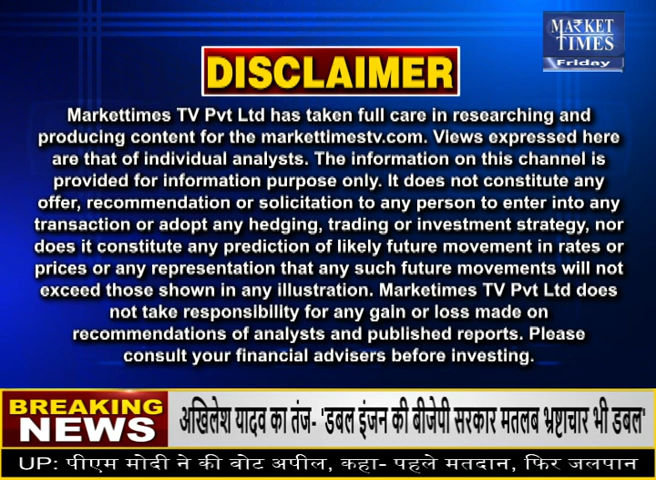 MARKET
TIMES
Friday
DISCLAIMER
Markettimes TV Pvt Ltd has taken full care in researching and
producing content for the markettimestv.com. Views expressed here
are that of individual analysts. The information on this channel is
provided for information purpose only. It does not constitute any
offer, recommendation or solicitation to any person to enter into any
transaction or adopt any hedging, trading or investment strategy, nor
does it constitute any prediction of likely future movement in rates or
prices or any representation that any such future movements will not
exceed those shown in any illustration. Marketimes TV Pvt Ltd does
not take responsibility for any gain or loss made on
recommendations of analysts and published reports. Please
consult your financial advisers before investing.
BREAKING
NEWS
अखिलेश यादव का तंज- 'डबल इंजन की बीजेपी सरकार मतलब भ्रष्टाचार भी डबल'
UP: पीएम मोदी ने की वोट अपील, कहा- पहले मतदान, फिर जलपान